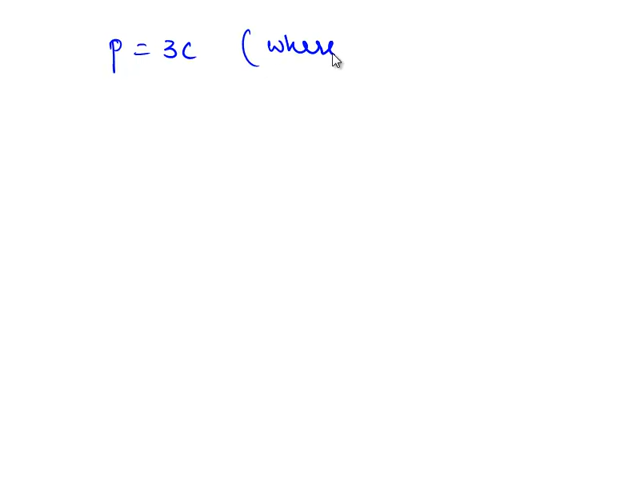 p = 3c ( where